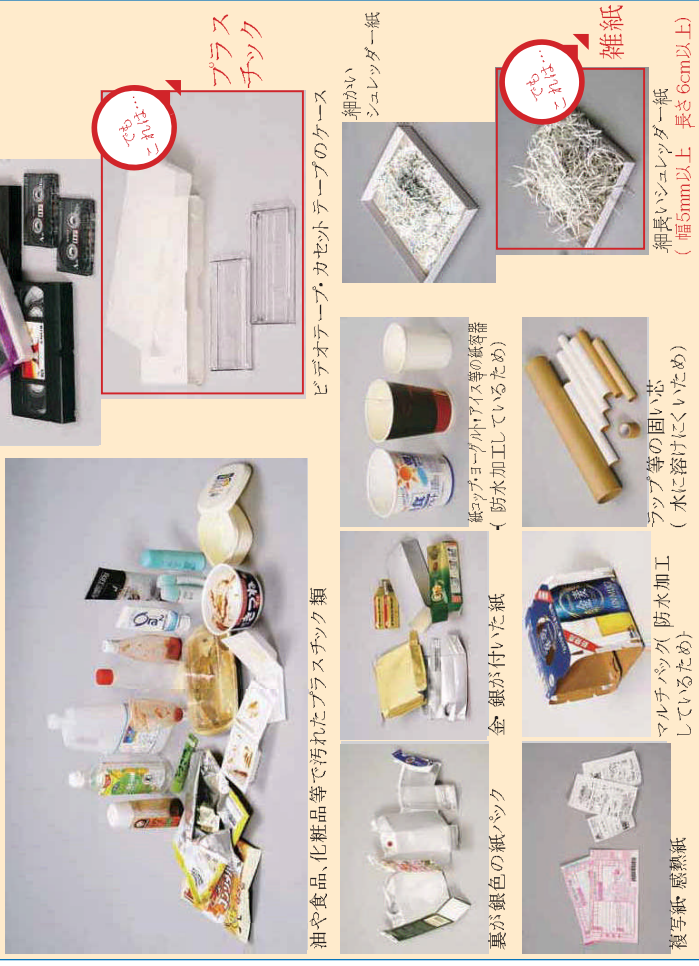 油や食品、化粧品等で汚れたプラスチック類
ビデオテープ・カセットテープのケース
でも…
これは…
プラス
チック
裏が銀色の紙パック
金・銀が付いた紙
紙コップ・ヨーグルト・アイス等の紙容器
(防水加工しているため)
細かい
シュレッダー紙
複写紙・感熱紙
マルチパック(防水加工
しているため)
ラップ等の固い芯
(水に溶けにくいため)
細長いシュレッダー紙
(幅5mm以上 長さ6cm以上)
でも…
これは…
雑紙
Ora2
金麦